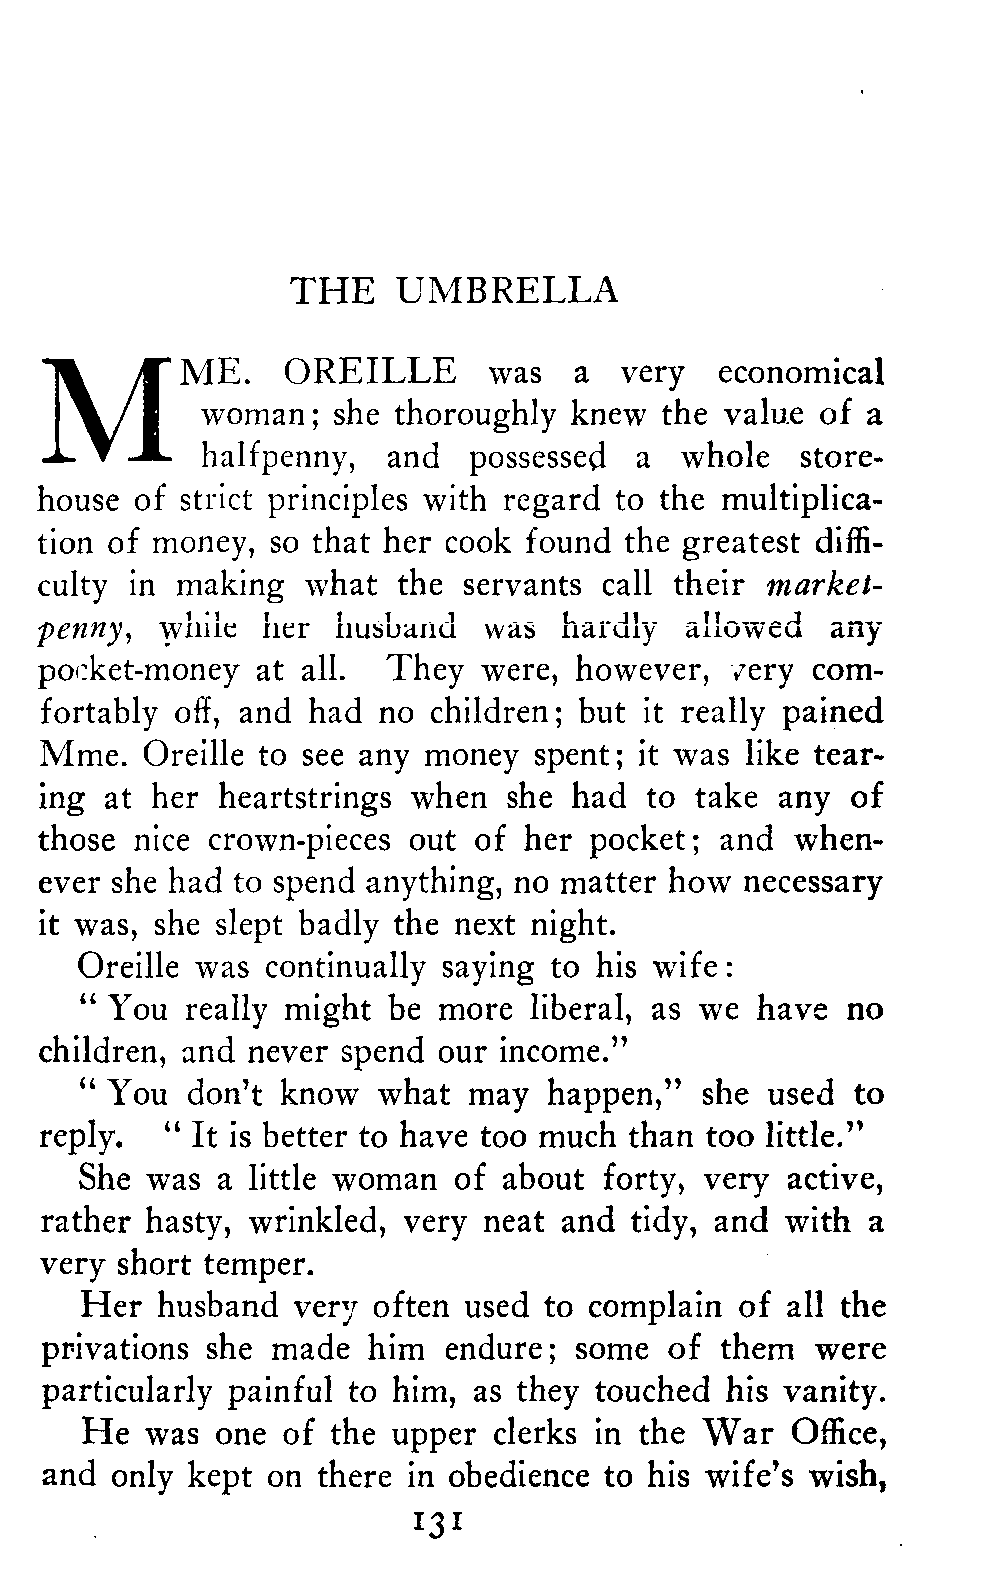 THE UMBRELLA
MME. OREILLE was a very economical
woman; she thoroughly knew the value of a
halfpenny, and possessed a whole store-
house of strict principles with regard to the multiplica-
tion of money, so that her cook found the greatest diffi-
culty in making what the servants call their market-
penny, while her husband was hardly allowed any
pocket-money at all. They were, however, very com-
fortably off, and had no children; but it really pained
Mme. Oreille to see any money spent; it was like tear-
ing at her heartstrings when she had to take any of
those nice crown-pieces out of her pocket; and when-
ever she had to spend anything, no matter how necessary
it was, she slept badly the next night.
Oreille was continually saying to his wife:
"You really might be more liberal, as we have no
children, and never spend our income."
"You don't know what may happen," she used to
reply. "It is better to have too much than too little."
She was a little woman of about forty, very active,
rather hasty, wrinkled, very neat and tidy, and with a
very short temper.
Her husband very often used to complain of all the
privations she made him endure; some of them were
particularly painful to him, as they touched his vanity.
He was one of the upper clerks in the War Office,
and only kept on there in obedience to his wife's wish,
131